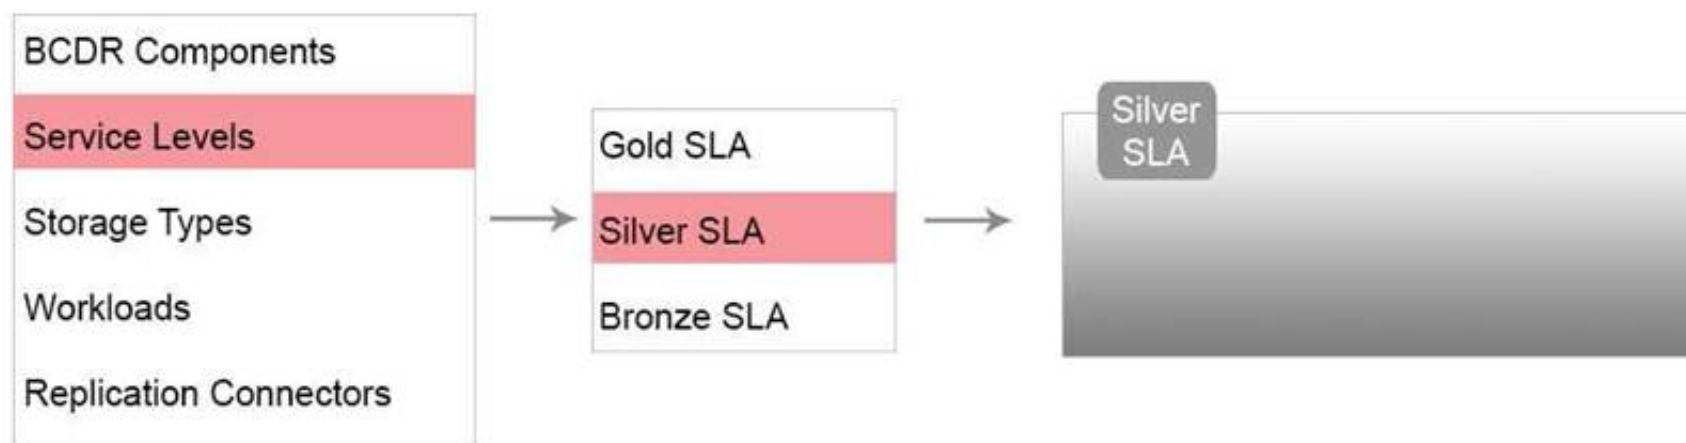 BCDR Components
Service Levels
Storage Types
Workloads
Replication Connectors
Gold SLA
Silver SLA
Bronze SLA
Silver
SLA